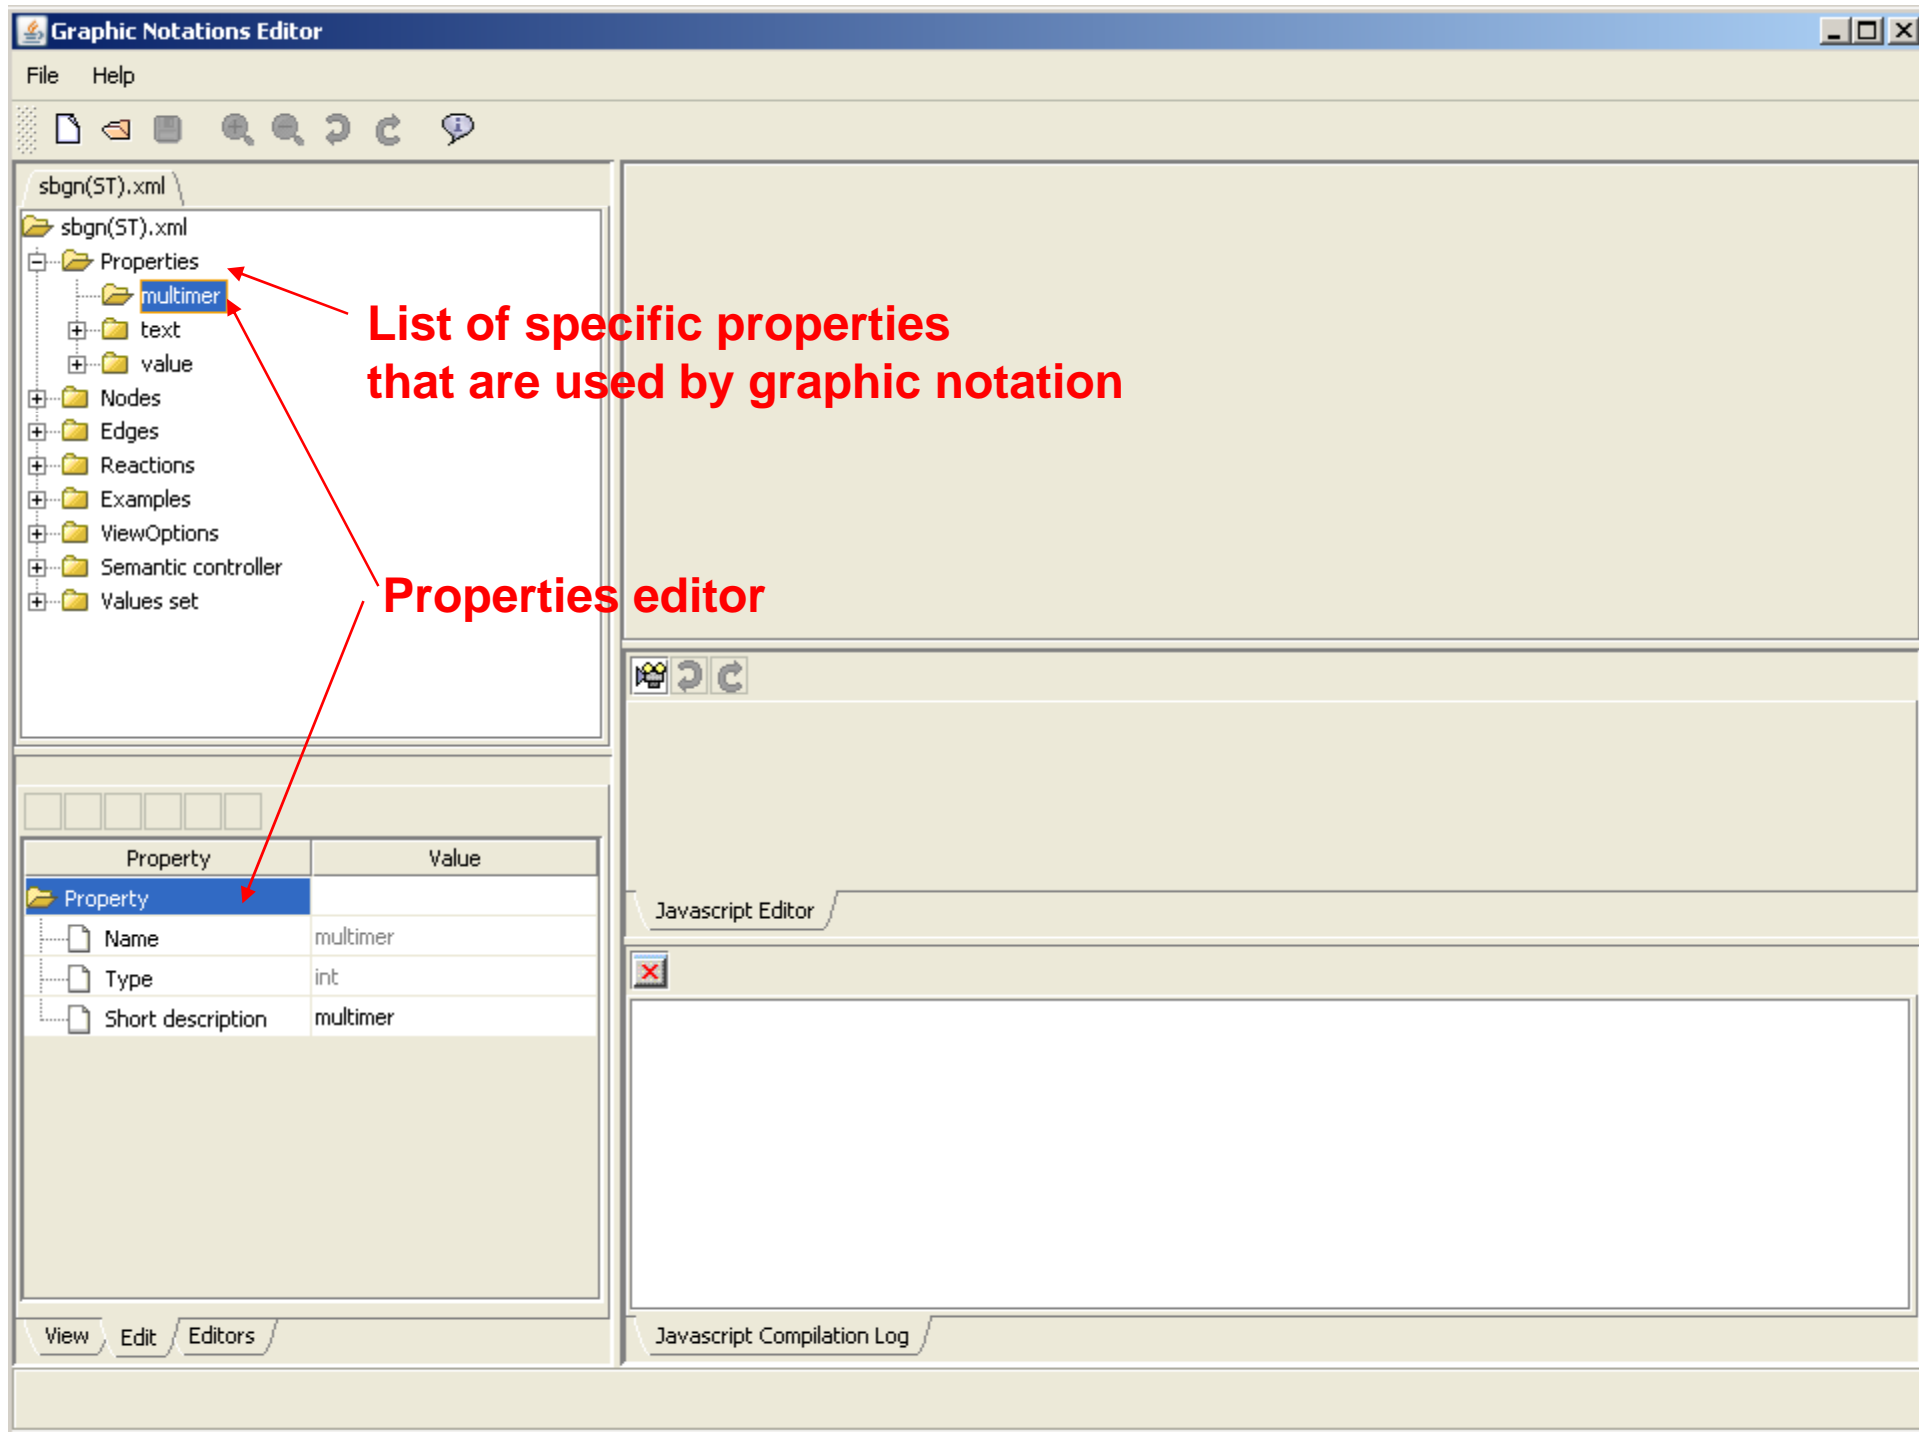 Graphic Notations Editor
File Help
sbgn(ST).xml
sbgn(ST).xml
Properties
multimer
text
value
Nodes
Edges
Reactions
Examples
ViewOptions
Semantic controller
Values set
List of specific properties
that are used by graphic notation
Properties editor
Property Value
Property
Name multimer
Type int
Short description multimer
View Edit Editors
Javascript Editor
Javascript Compilation Log